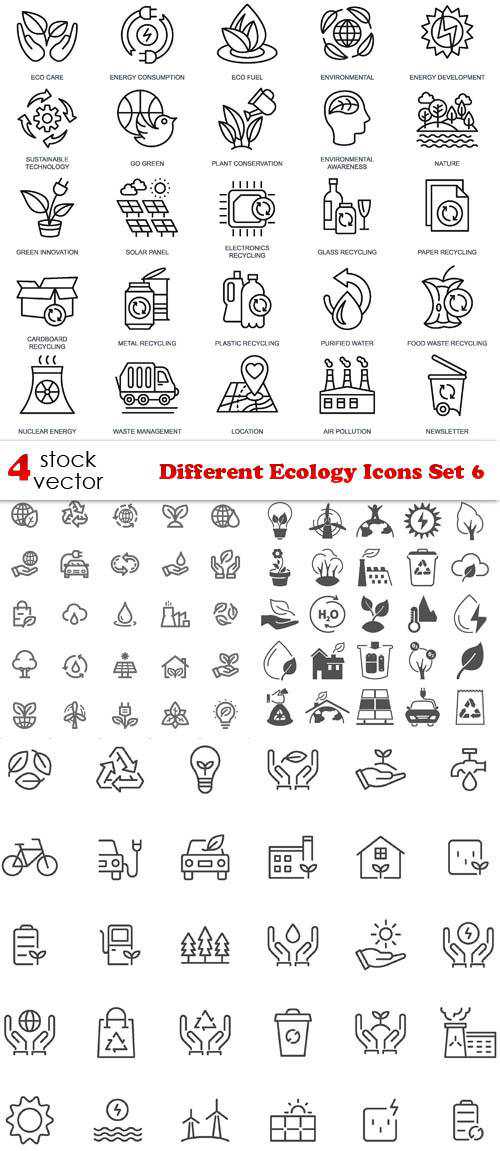 ECO CARE
ENERGY CONSUMPTION
ECO FUEL
ENVIRONMENTAL
ENERGY DEVELOPMENT
SUSTAINABLE
TECHNOLOGY
GO GREEN
PLANT CONSERVATION
ENVIRONMENTAL
AWARENESS
NATURE
GREEN INNOVATION
SOLAR PANEL
ELECTRONICS
RECYCLING
GLASS RECYCLING
PAPER RECYCLING
CARDBOARD
RECYCLING
METAL RECYCLING
PLASTIC RECYCLING
PURIFIED WATER
FOOD WASTE RECYCLING
NUCLEAR ENERGY
WASTE MANAGEMENT
LOCATION
AIR POLLUTION
NEWSLETTER
4 stock
vector
Different Ecology Icons Set 6
H₂O